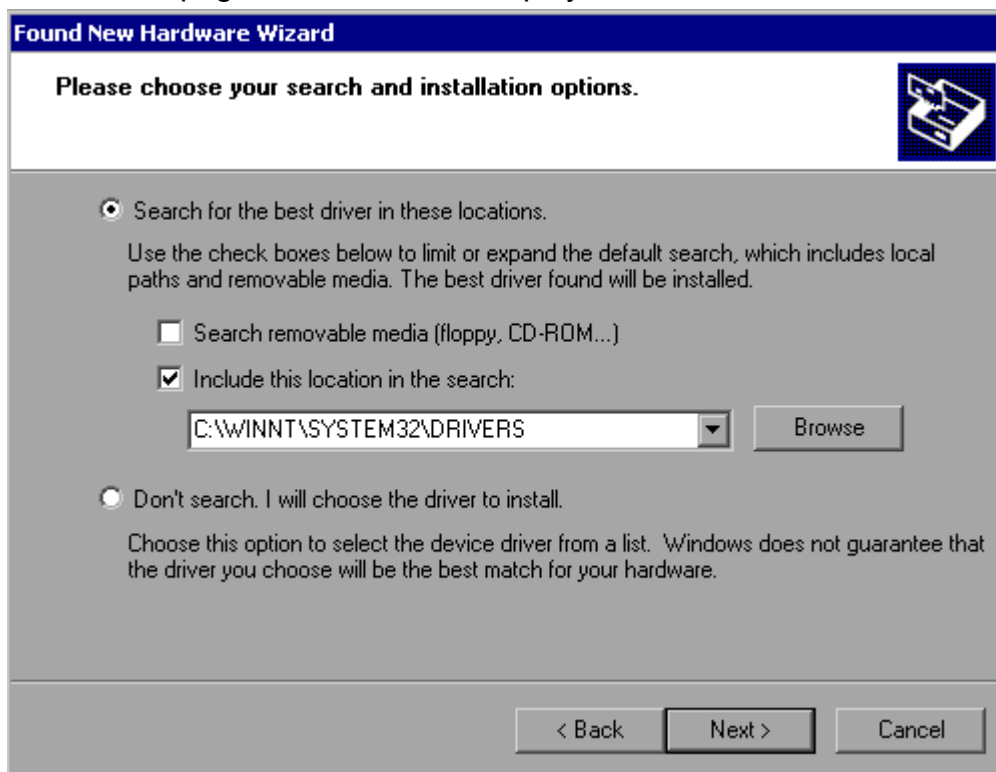 Found New Hardware Wizard
Please choose your search and installation options.
Search for the best driver in these locations.
Use the check boxes below to limit or expand the default search, which includes local
paths and removable media. The best driver found will be installed.
Search removable media (floppy, CD-ROM...)
Include this location in the search:
C:\WINNT\SYSTEM32\DRIVERS
Browse
Don't search. I will choose the driver to install.
Choose this option to select the device driver from a list. Windows does not guarantee that
the driver you choose will be the best match for your hardware.
< Back Next > Cancel